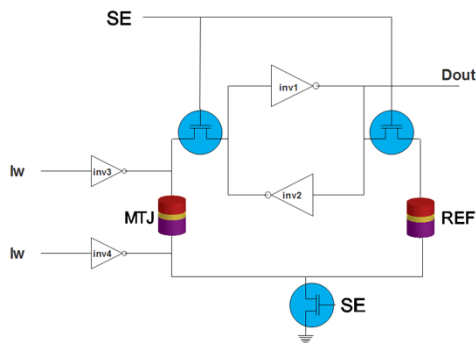 SE
Dout
inv1
Iw
inv3
inv2
MTJ
REF
Iw
inv4
SE